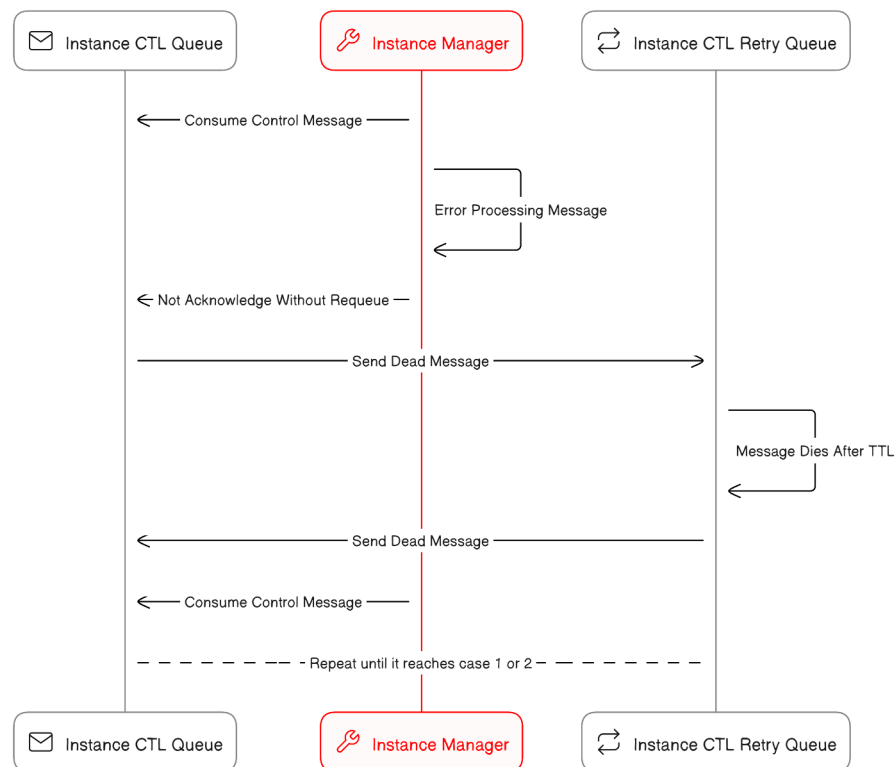 Instance CTL Queue
Instance Manager
Instance CTL Retry Queue
Consume Control Message
Error Processing Message
Not Acknowledge Without Requeue
Send Dead Message
Message Dies After TTL
Send Dead Message
Consume Control Message
Repeat until it reaches case 1 or 2
Instance CTL Queue
Instance Manager
Instance CTL Retry Queue